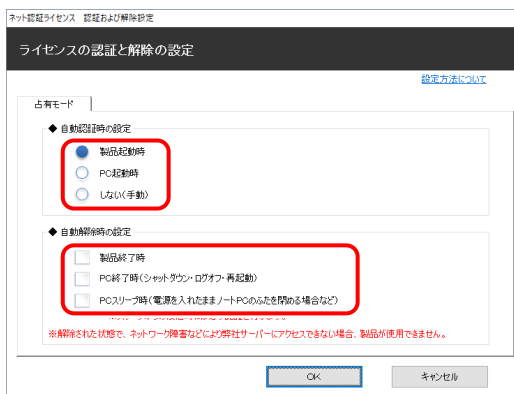 ネット認証ライセンス 認証および解除設定
ライセンスの認証と解除の設定
設定方法について
占有モード
◆ 自動認証時の設定
製品起動時
PC起動時
しない(手動)
◆ 自動解除時の設定
製品終了時
PC終了時(シャットダウン・ログオフ・再起動)
PCスリープ時(電源を入れたままノートPCのふたを閉める場合など)
※解除された状態で、ネットワーク障害などにより弊社サーバーにアクセスできない場合、製品が使用できません。
OK
キャンセル